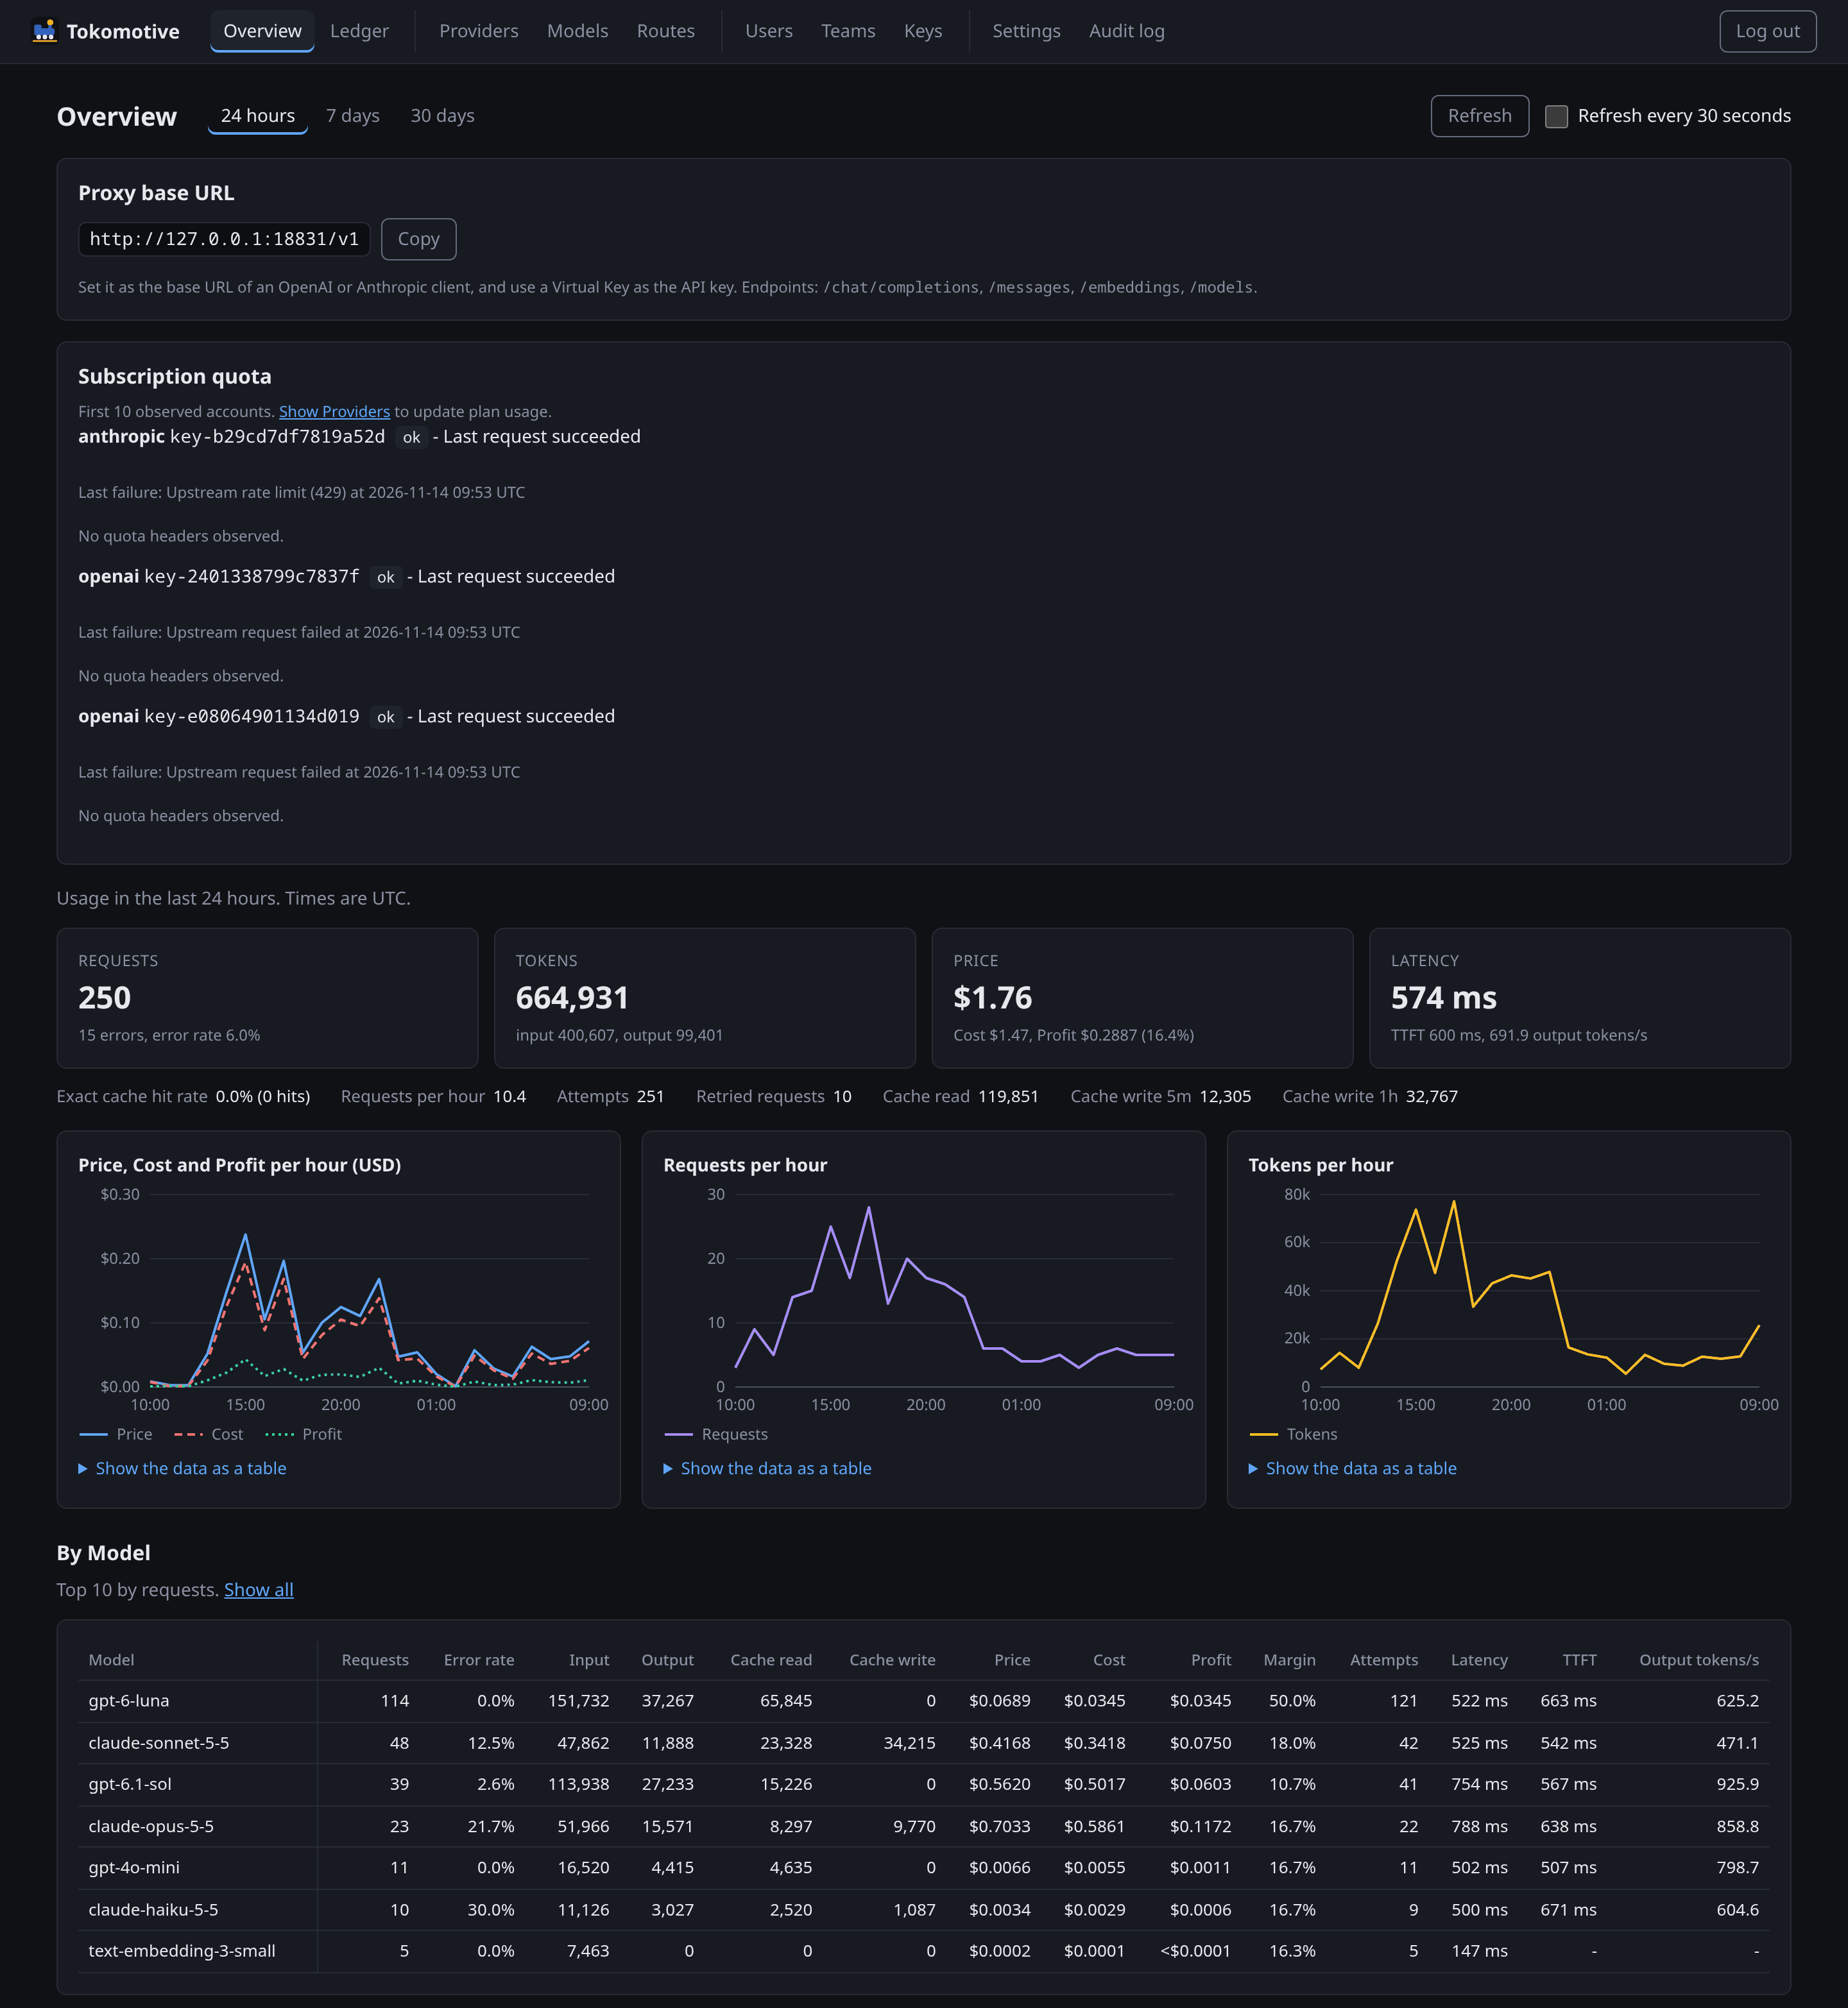 Tokomotive Overview Ledger Providers Models Routes Users Teams Keys Settings Audit log Log out
Overview 24 hours 7 days 30 days Refresh Refresh every 30 seconds
Proxy base URL
http://127.0.0.1:18831/v1 Copy
Set it as the base URL of an OpenAI or Anthropic client, and use a Virtual Key as the API key. Endpoints: /chat/completions, /messages, /embeddings, /models.
Subscription quota
First 10 observed accounts. Show Providers to update plan usage.
anthropic key-b29cd7df7819a52d ok - Last request succeeded
Last failure: Upstream rate limit (429) at 2026-11-14 09:53 UTC
No quota headers observed.
openai key-2401338799c7837f ok - Last request succeeded
Last failure: Upstream request failed at 2026-11-14 09:53 UTC
No quota headers observed.
openai key-e08064901134d019 ok - Last request succeeded
Last failure: Upstream request failed at 2026-11-14 09:53 UTC
No quota headers observed.
Usage in the last 24 hours. Times are UTC.
REQUESTS
250
15 errors, error rate 6.0%
TOKENS
664,931
input 400,607, output 99,401
PRICE
$1.76
Cost $1.47, Profit $0.2887 (16.4%)
LATENCY
574 ms
TTFT 600 ms, 691.9 output tokens/s
Exact cache hit rate 0.0% (0 hits) Requests per hour 10.4 Attempts 251 Retried requests 10 Cache read 119,851 Cache write 5m 12,305 Cache write 1h 32,767
Price, Cost and Profit per hour (USD)
$0.30
$0.20
$0.10
$0.00
10:00 15:00 20:00 01:00 09:00
Price Cost Profit
▶ Show the data as a table
Requests per hour
30
20
10
0
10:00 15:00 20:00 01:00 09:00
Requests
▶ Show the data as a table
Tokens per hour
80k
60k
40k
20k
0
10:00 15:00 20:00 01:00 09:00
Tokens
▶ Show the data as a table
By Model
Top 10 by requests. Show all
Model Requests Error rate Input Output Cache read Cache write Price Cost Profit Margin Attempts Latency TTFT Output tokens/s
gpt-6-luna 114 0.0% 151,732 37,267 65,845 0 $0.0689 $0.0345 $0.0345 50.0% 121 522 ms 663 ms 625.2
claude-sonnet-5-5 48 12.5% 47,862 11,888 23,328 34,215 $0.4168 $0.3418 $0.0750 18.0% 42 525 ms 542 ms 471.1
gpt-6.1-sol 39 2.6% 113,938 27,233 15,226 0 $0.5620 $0.5017 $0.0603 10.7% 41 754 ms 567 ms 925.9
claude-opus-5-5 23 21.7% 51,966 15,571 8,297 9,770 $0.7033 $0.5861 $0.1172 16.7% 22 788 ms 638 ms 858.8
gpt-4o-mini 11 0.0% 16,520 4,415 4,635 0 $0.0066 $0.0055 $0.0011 16.7% 11 502 ms 507 ms 798.7
claude-haiku-5-5 10 30.0% 11,126 3,027 2,520 1,087 $0.0034 $0.0029 $0.0006 16.7% 9 500 ms 671 ms 604.6
text-embedding-3-small 5 0.0% 7,463 0 0 0 $0.0002 $0.0001 <$0.0001 16.3% 5 147 ms - -